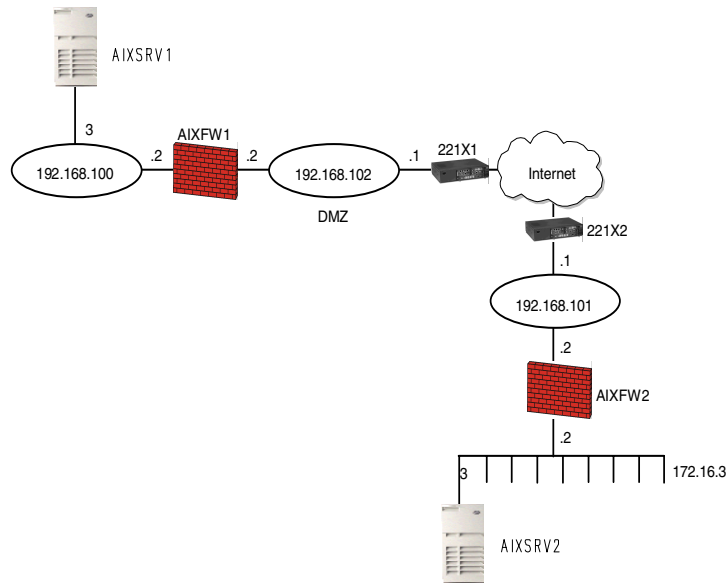 AIXSRV1
3
AIXFW1
192.168.100
.2
.2
192.168.102
.1
221X1
Internet
DMZ
221X2
.1
192.168.101
.2
AIXFW2
.2
3
172.16.3
AIXSRV2